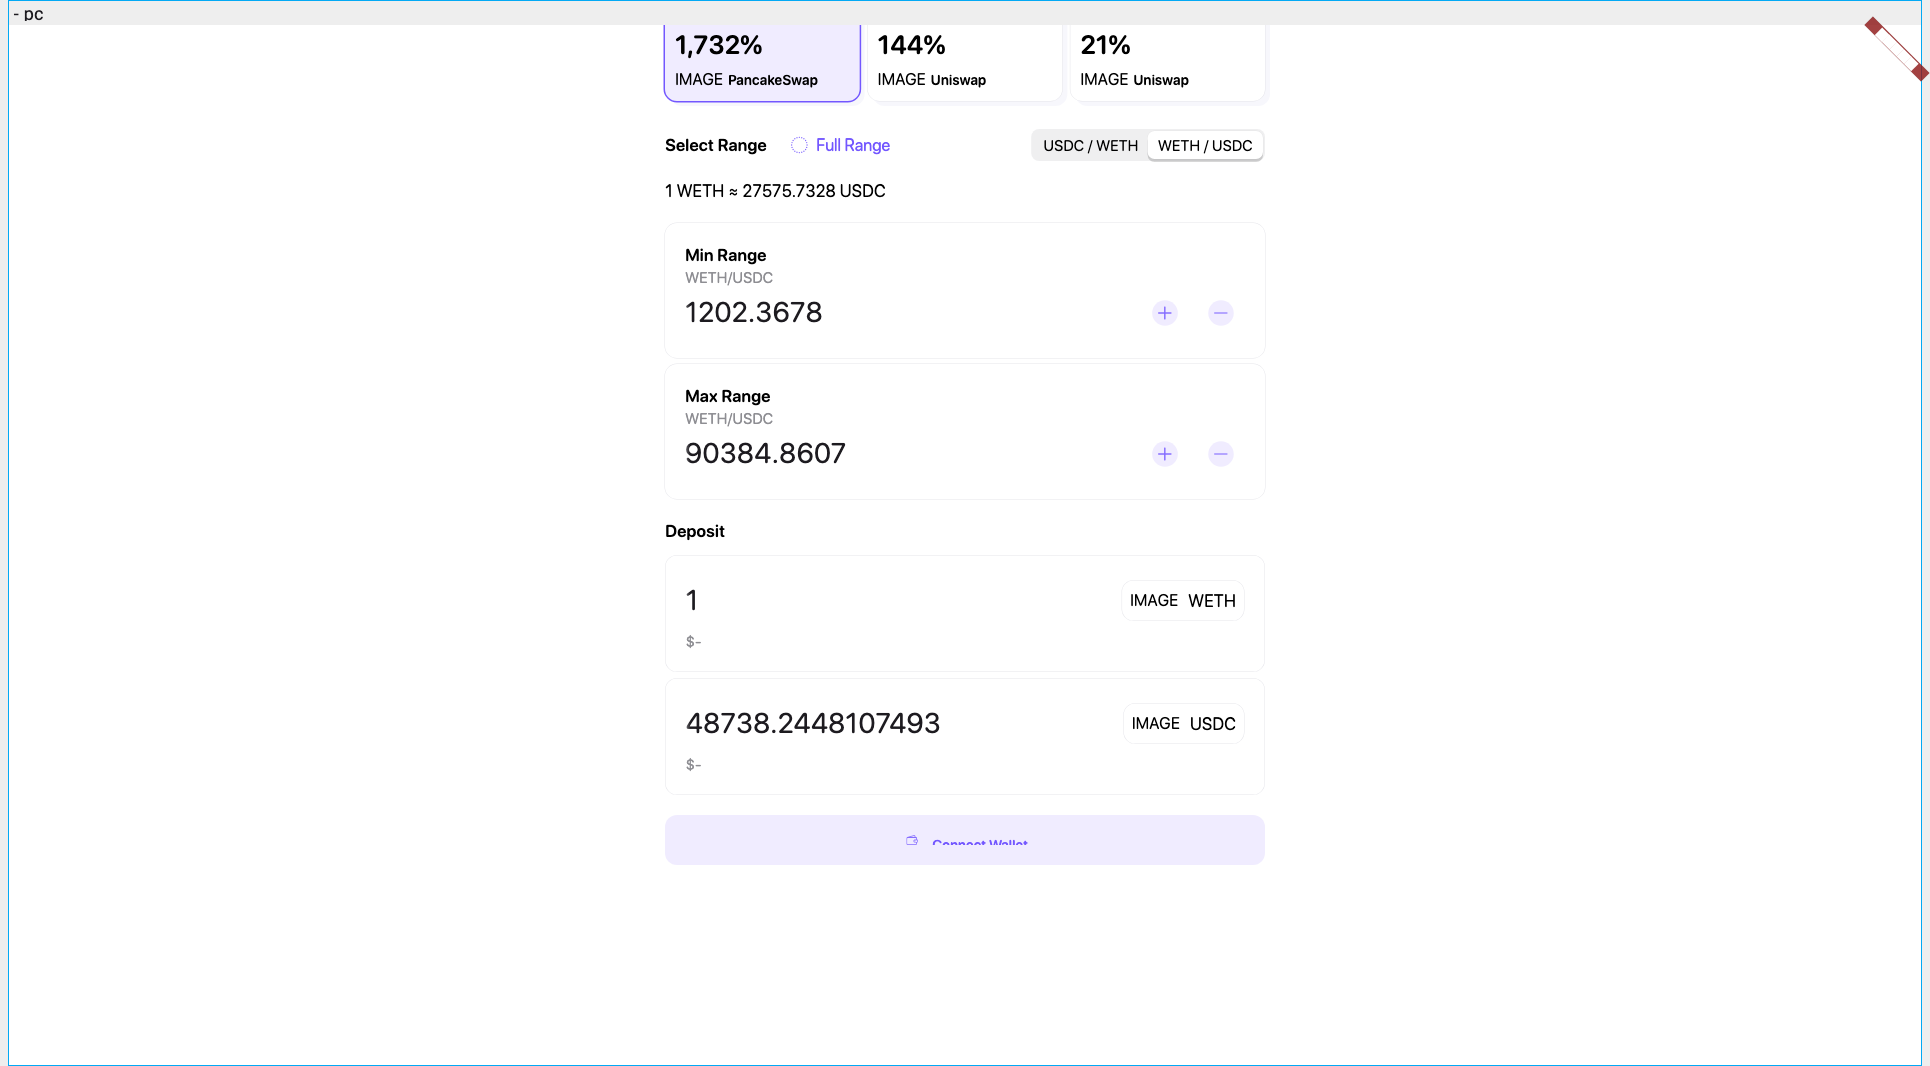 - pc
1,732% 144% 21%
IMAGE PancakeSwap IMAGE Uniswap IMAGE Uniswap
Select Range Full Range USDC / WETH WETH / USDC
1 WETH ≈ 27575.7328 USDC
Min Range
WETH/USDC
1202.3678
Max Range
WETH/USDC
90384.8607
Deposit
1 IMAGE WETH
$-
48738.2448107493 IMAGE USDC
$-
Connect Wallet